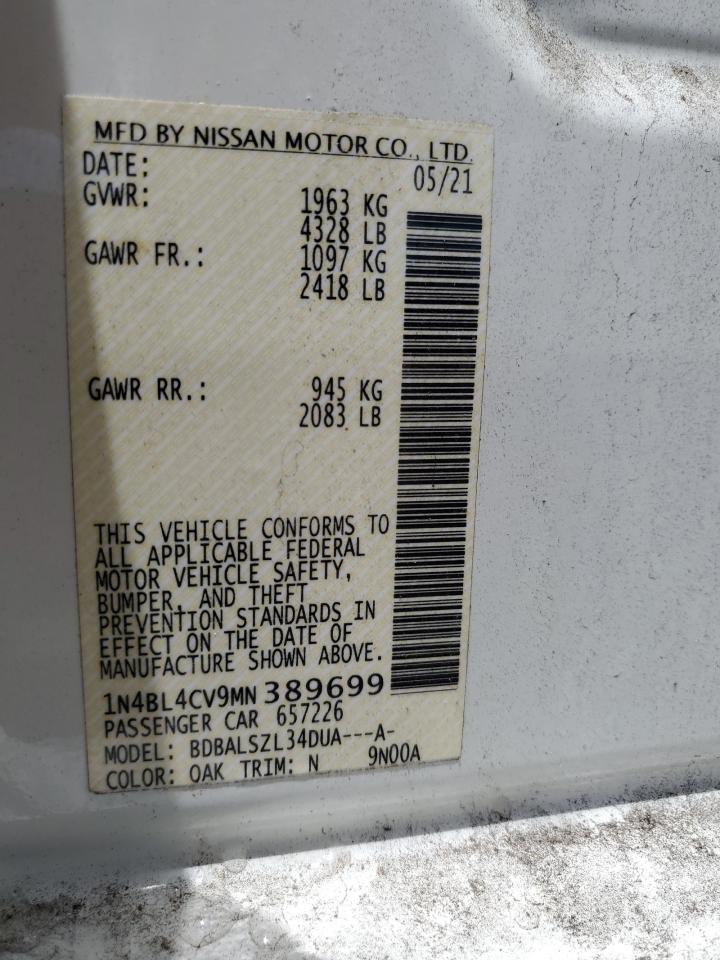 MFD BY NISSAN MOTOR CO., LTD.
DATE: 05/21
GVWR: 1963 KG
4328 LB
GAWR FR.: 1097 KG
2418 LB
GAWR RR.: 945 KG
2083 LB
THIS VEHICLE CONFORMS TO
ALL APPLICABLE FEDERAL
MOTOR VEHICLE SAFETY,
BUMPER, AND THEFT
PREVENTION STANDARDS IN
EFFECT ON THE DATE OF
MANUFACTURE SHOWN ABOVE.
1N4BL4CV9MN389699
PASSENGER CAR 657226
MODEL: BDBALSZL34DUA---A-
COLOR: QAK TRIM: N 9N00A